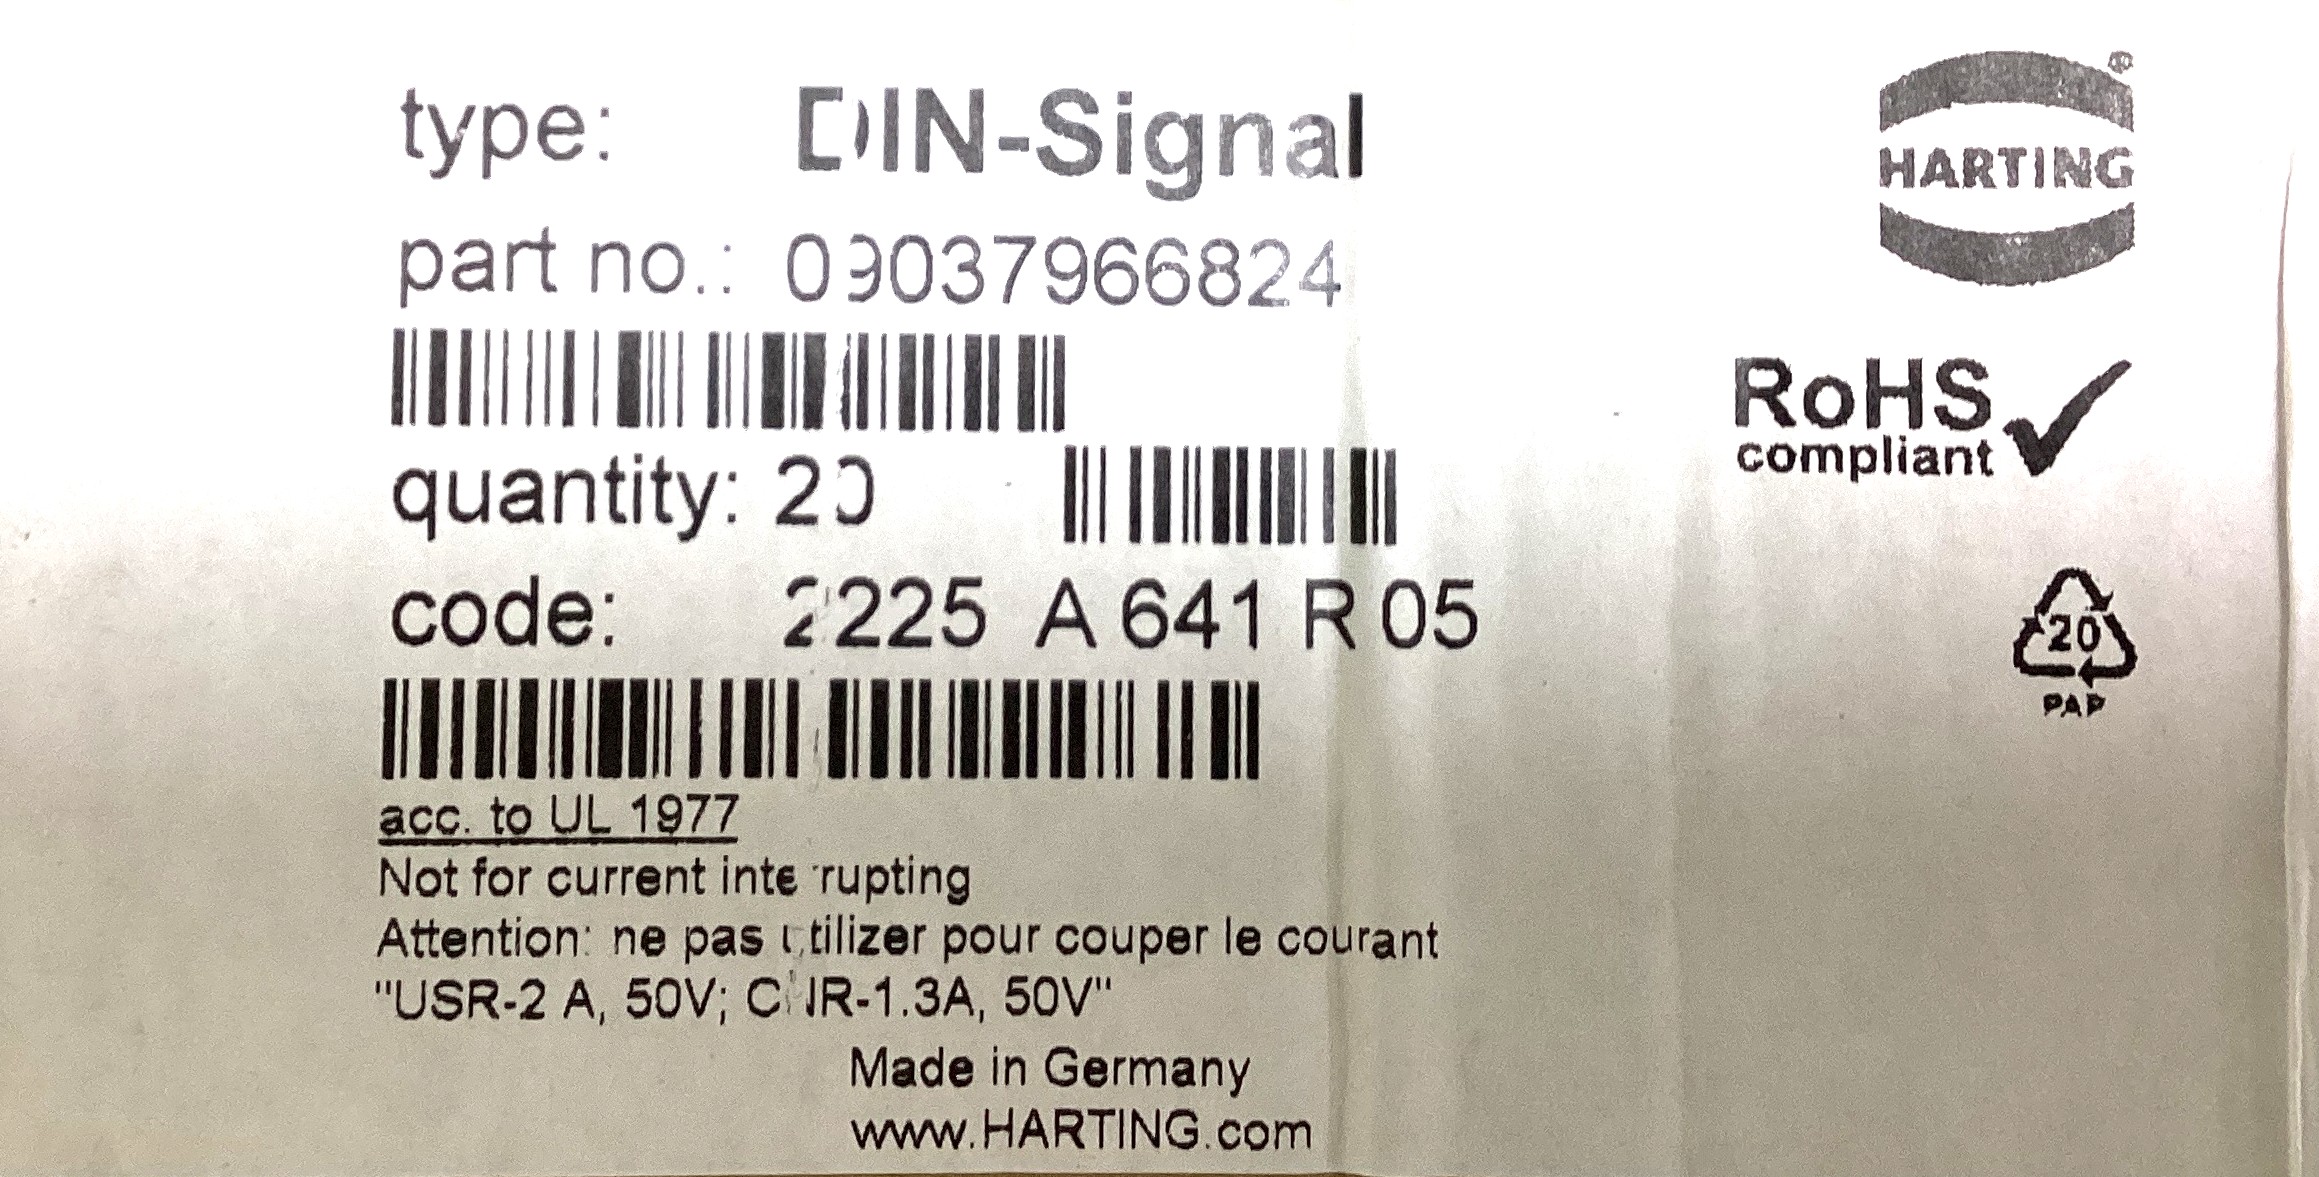 type: DIN-Signal
part no.: 09037966824
quantity: 20
code: 2225 A 641 R 05
acc. to UL 1977
Not for current interrupting
Attention: ne pas utilizer pour couper le courant
"USR-2 A, 50V; CNR-1.3A, 50V"
Made in Germany
www.HARTING.com
HARTING®
RoHS
compliant
20
PAP